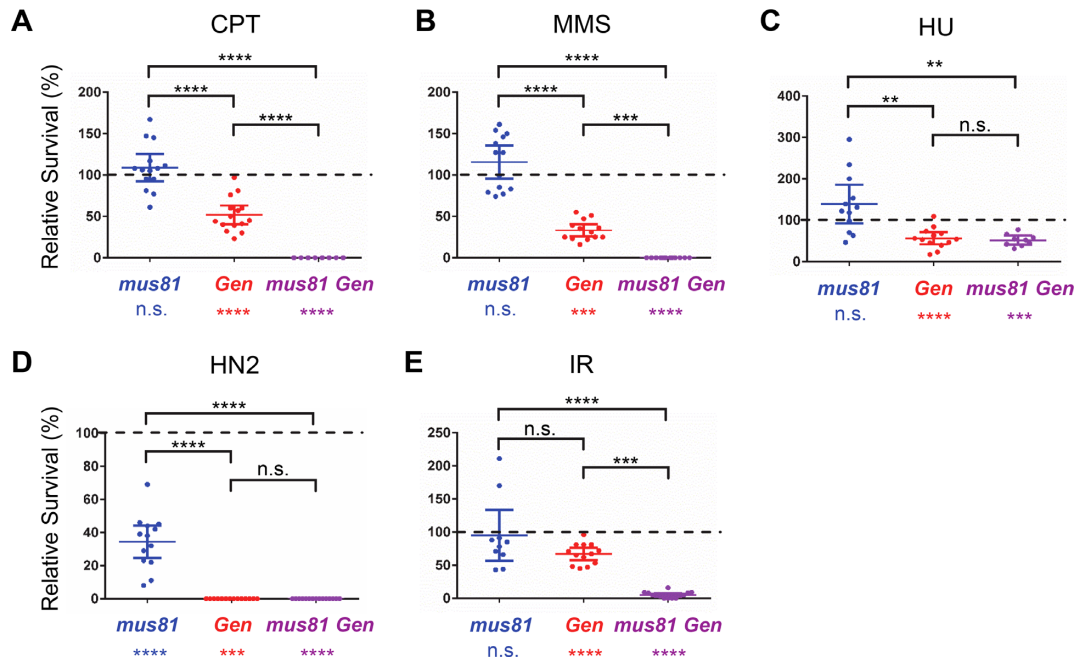 A
CPT
****
****
****
Relative Survival (%)
200
150
100
50
0
mus81 Gen mus81 Gen
n.s. **** ****
B
MMS
****
****
***
200
150
100
50
0
mus81 Gen mus81 Gen
n.s. *** ****
C
HU
**
**
n.s.
400
300
200
100
0
mus81 Gen mus81 Gen
n.s. **** ***
D
HN2
****
****
n.s.
Relative Survival (%)
100
80
60
40
20
0
mus81 Gen mus81 Gen
**** *** ****
E
IR
****
n.s.
***
250
200
150
100
50
0
mus81 Gen mus81 Gen
n.s. **** ****